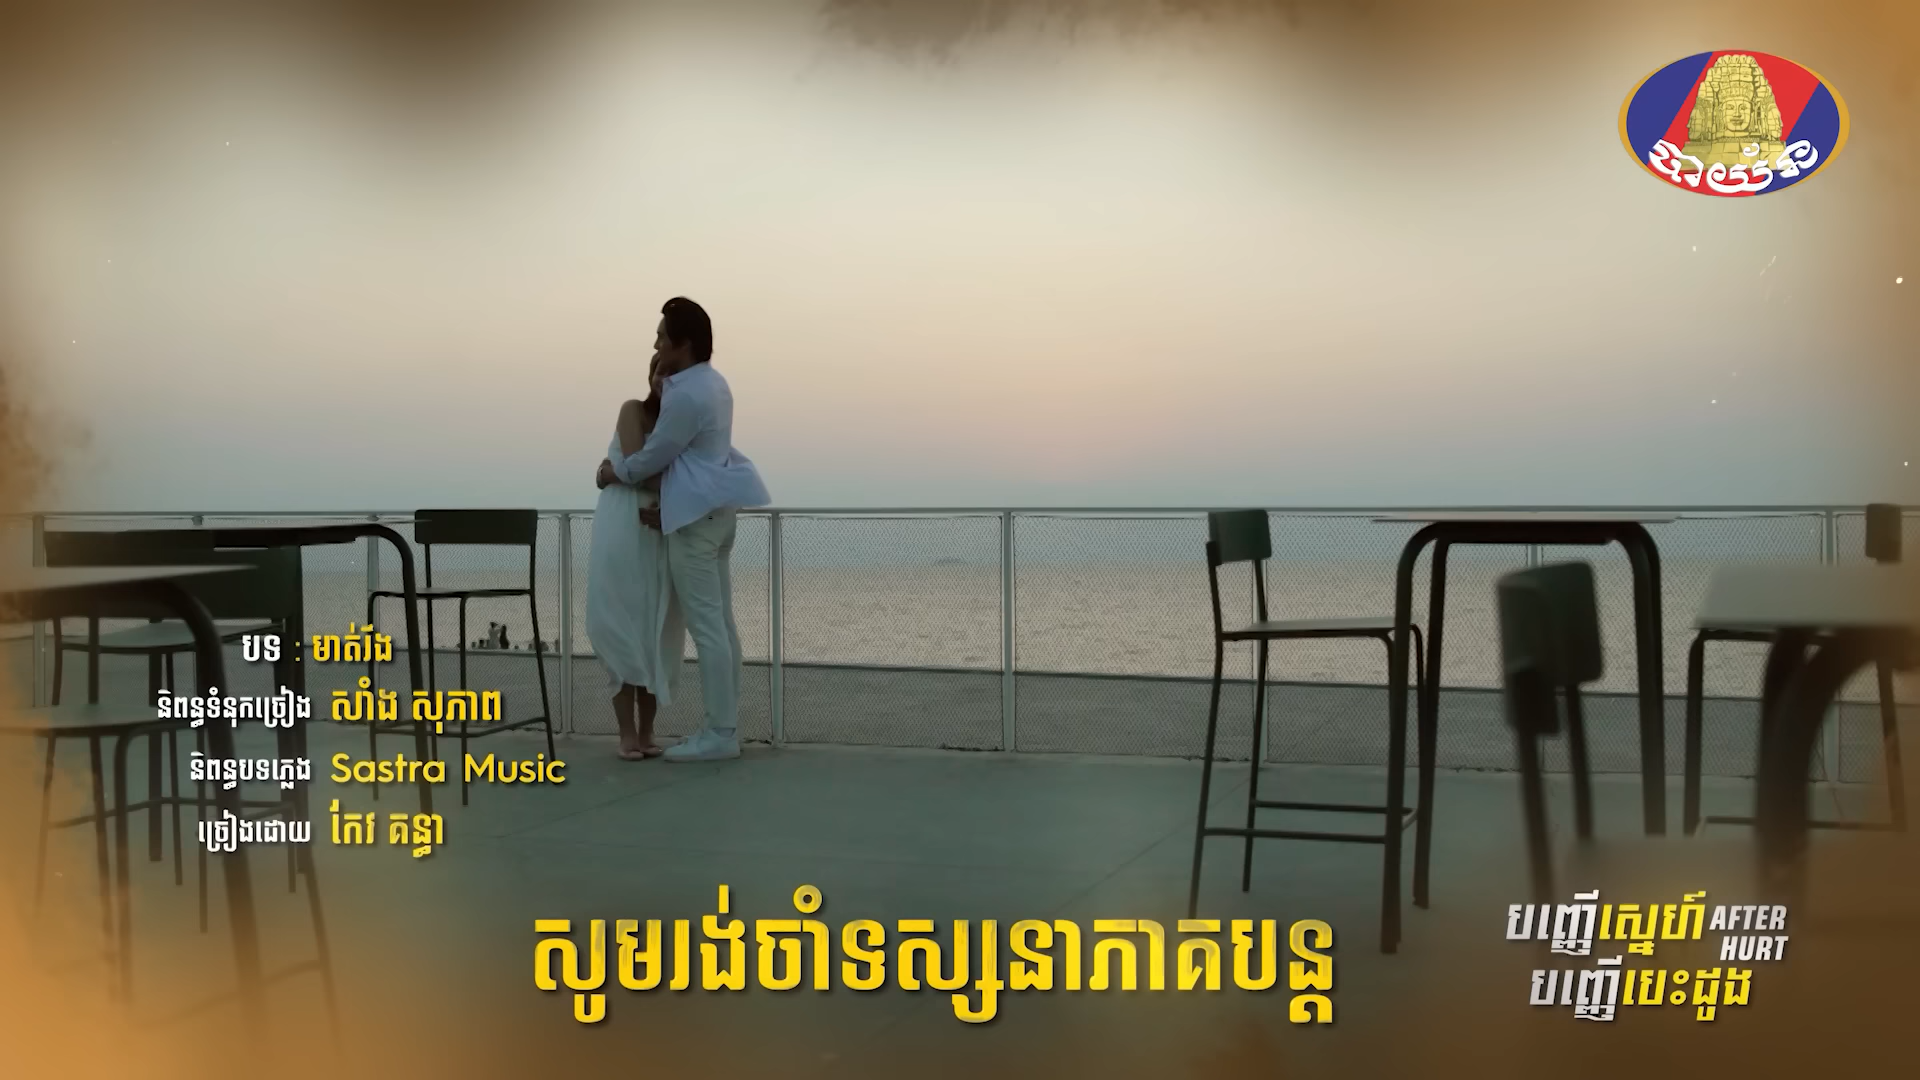 បាយ័ន
បទ : មាត់រឹង
និពន្ធទំនុកច្រៀង សាំង សុភាព
និពន្ធបទភ្លេង Sastra Music
ច្រៀងដោយ កែវ គន្ធា
សូមរង់ចាំទស្សនាភាគបន្ត
បញ្ញើស្នេហ៍ AFTER HURT
បញ្ញើបេះដូង